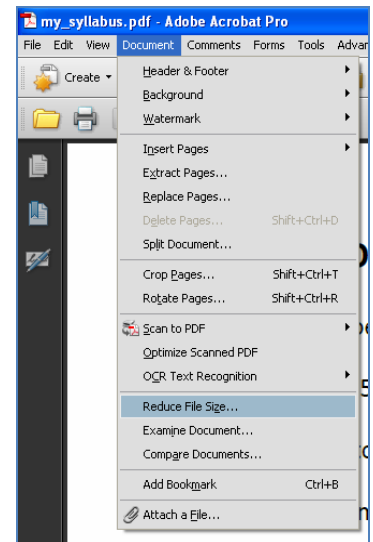 my_syllabus.pdf - Adobe Acrobat Pro
File Edit View Document Comments Forms Tools
Create
Header & Footer
Background
Watermark
Insert Pages
Extract Pages...
Replace Pages...
Delete Pages... Shift+Ctrl+D
Split Document...
Crop Pages... Shift+Ctrl+T
Rotate Pages... Shift+Ctrl+R
Scan to PDF
Optimize Scanned PDF
OCR Text Recognition
Reduce File Size...
Examine Document...
Compare Documents...
Add Bookmark Ctrl+B
Attach a File...